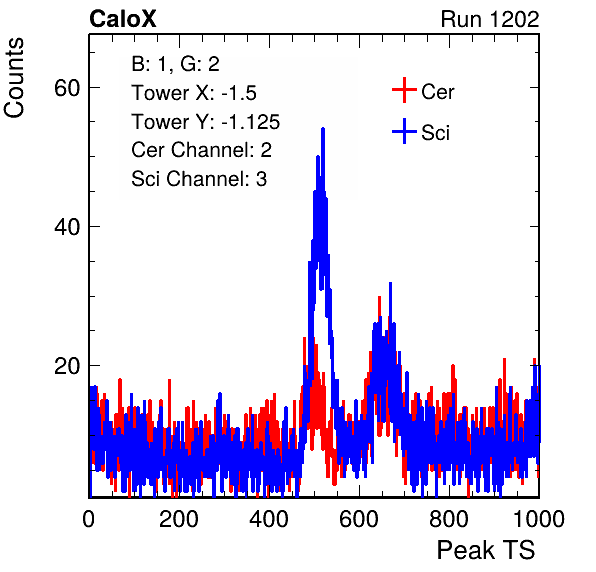 CaloX Run 1202
Counts
B: 1, G: 2
Tower X: -1.5
Tower Y: -1.125
Cer Channel: 2
Sci Channel: 3
Cer
Sci
60
40
20
0 200 400 600 800 1000
Peak TS